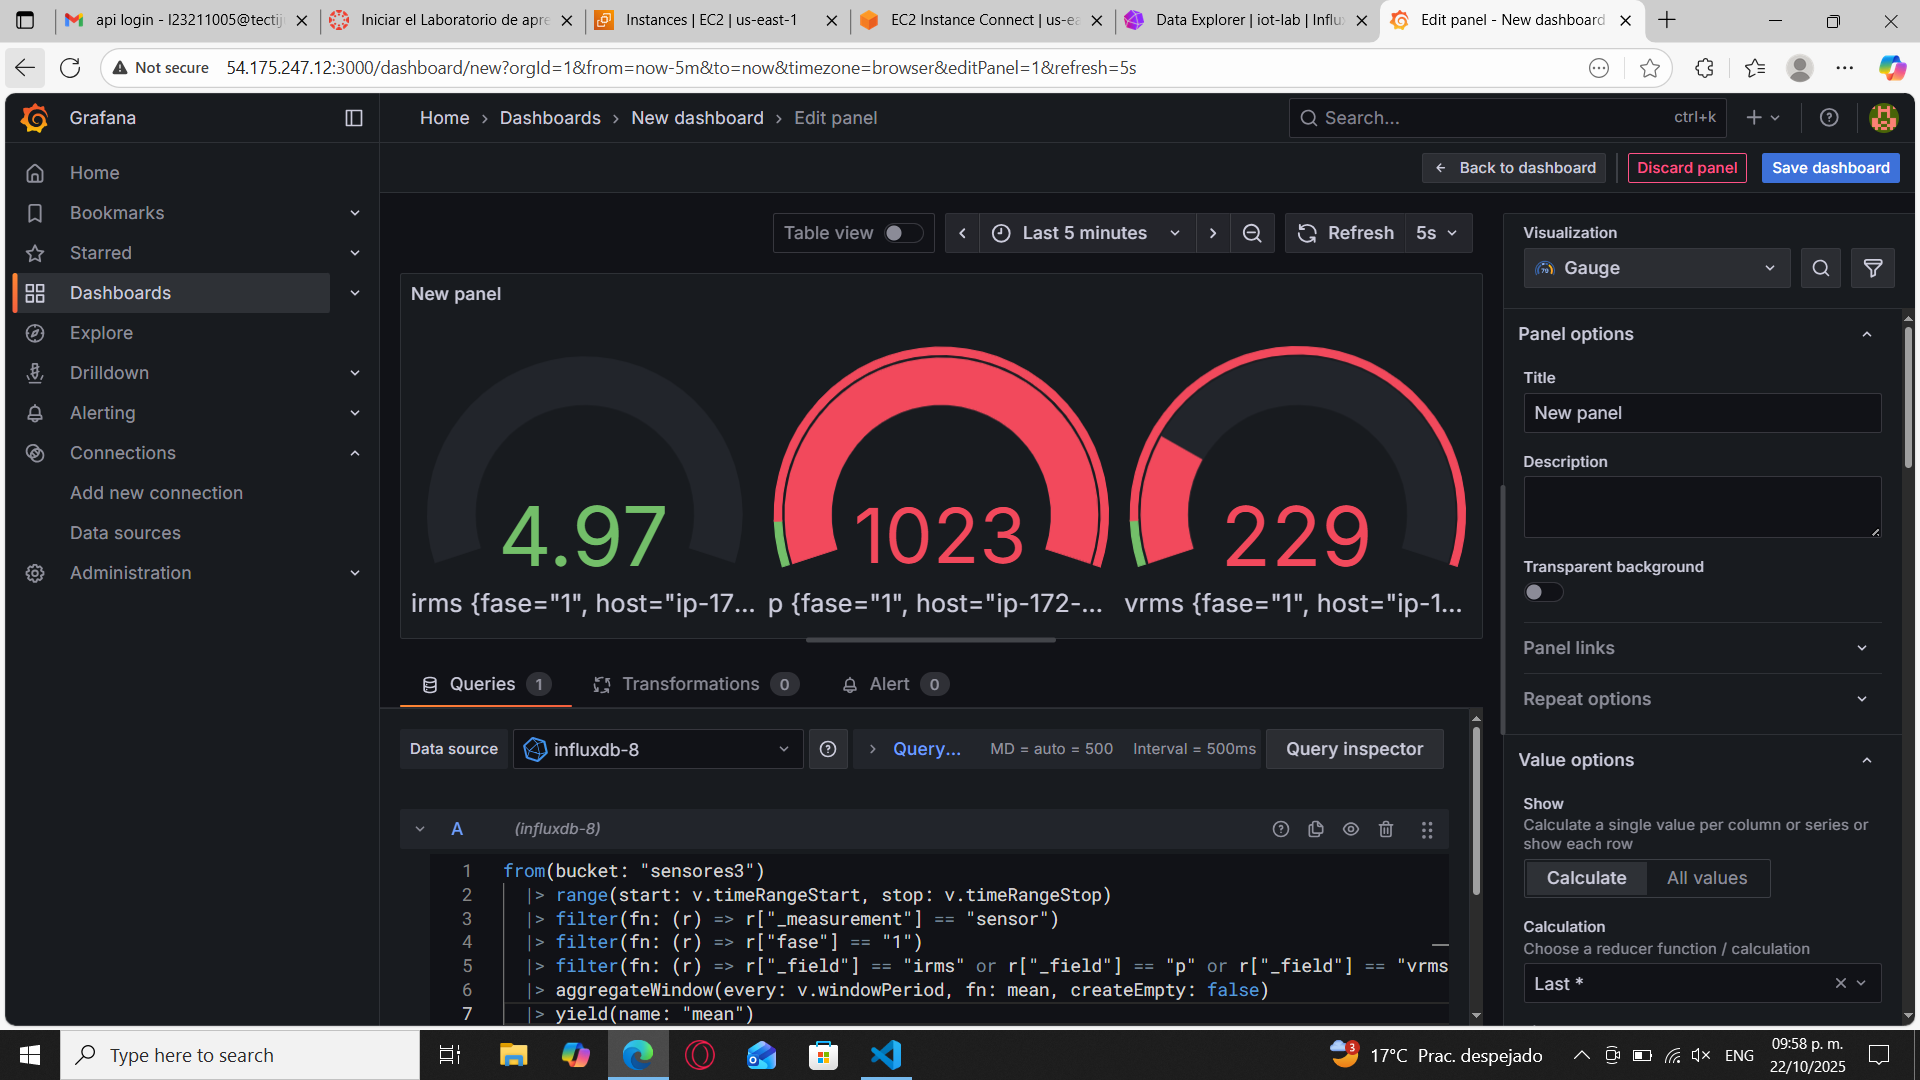 api login - l23211005@tectij
Iniciar el Laboratorio de apre
Instances | EC2 | us-east-1
EC2 Instance Connect | us-ea
Data Explorer | iot-lab | Influx
Edit panel - New dashboard
Not secure
54.175.247.12:3000/dashboard/new?orgId=1&from=now-5m&to=now&timezone=browser&editPanel=1&refresh=5s
Grafana
Home
Dashboards
New dashboard
Edit panel
Search...
ctrl+k
Back to dashboard
Discard panel
Save dashboard
Home
Bookmarks
Starred
Dashboards
Explore
Drilldown
Alerting
Connections
Add new connection
Data sources
Administration
Table view
Last 5 minutes
Refresh
5s
New panel
4.97
1023
229
irms {fase="1", host="ip-17...
p {fase="1", host="ip-172-...
vrms {fase="1", host="ip-1...
Queries 1
Transformations 0
Alert 0
Data source
influxdb-8
Query...
MD = auto = 500
Interval = 500ms
Query inspector
A
(influxdb-8)
1 from(bucket: "sensores3")
2 |> range(start: v.timeRangeStart, stop: v.timeRangeStop)
3 |> filter(fn: (r) => r["_measurement"] == "sensor")
4 |> filter(fn: (r) => r["fase"] == "1")
5 |> filter(fn: (r) => r["_field"] == "irms" or r["_field"] == "p" or r["_field"] == "vrms
6 |> aggregateWindow(every: v.windowPeriod, fn: mean, createEmpty: false)
7 |> yield(name: "mean")
Visualization
Gauge
Panel options
Title
New panel
Description
Transparent background
Panel links
Repeat options
Value options
Show
Calculate a single value per column or series or
show each row
Calculate
All values
Calculation
Choose a reducer function / calculation
Last *
Type here to search
3
17°C Prac. despejado
ENG
09:58 p. m.
22/10/2025